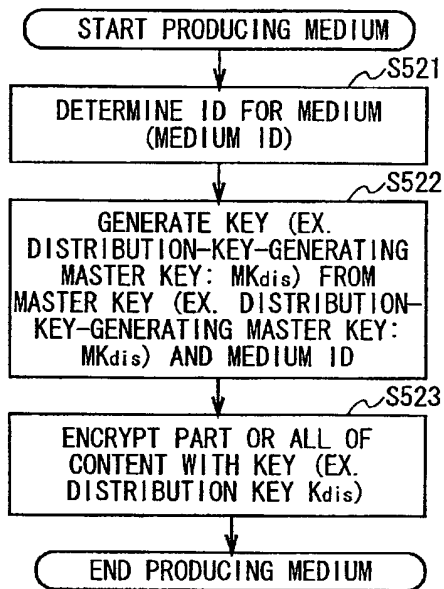 START PRODUCING MEDIUM
S521
DETERMINE ID FOR MEDIUM
(MEDIUM ID)
S522
GENERATE KEY (EX.
DISTRIBUTION-KEY-GENERATING
MASTER KEY: MKdis) FROM
MASTER KEY (EX. DISTRIBUTION-
KEY-GENERATING MASTER KEY:
MKdis) AND MEDIUM ID
S523
ENCRYPT PART OR ALL OF
CONTENT WITH KEY (EX.
DISTRIBUTION KEY Kdis)
END PRODUCING MEDIUM